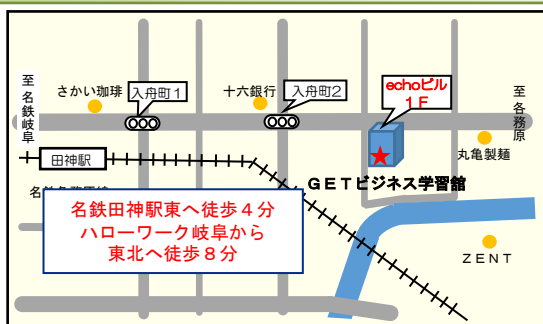 至名鉄岐阜
さかい珈琲
入舟町1
十六銀行
入舟町2
echoビル
1F
至各務原
丸亀製麺
田神駅
GETビジネス学習館
名鉄田神駅東へ徒歩4分
ハローワーク岐阜から
東北へ徒歩8分
ZENT